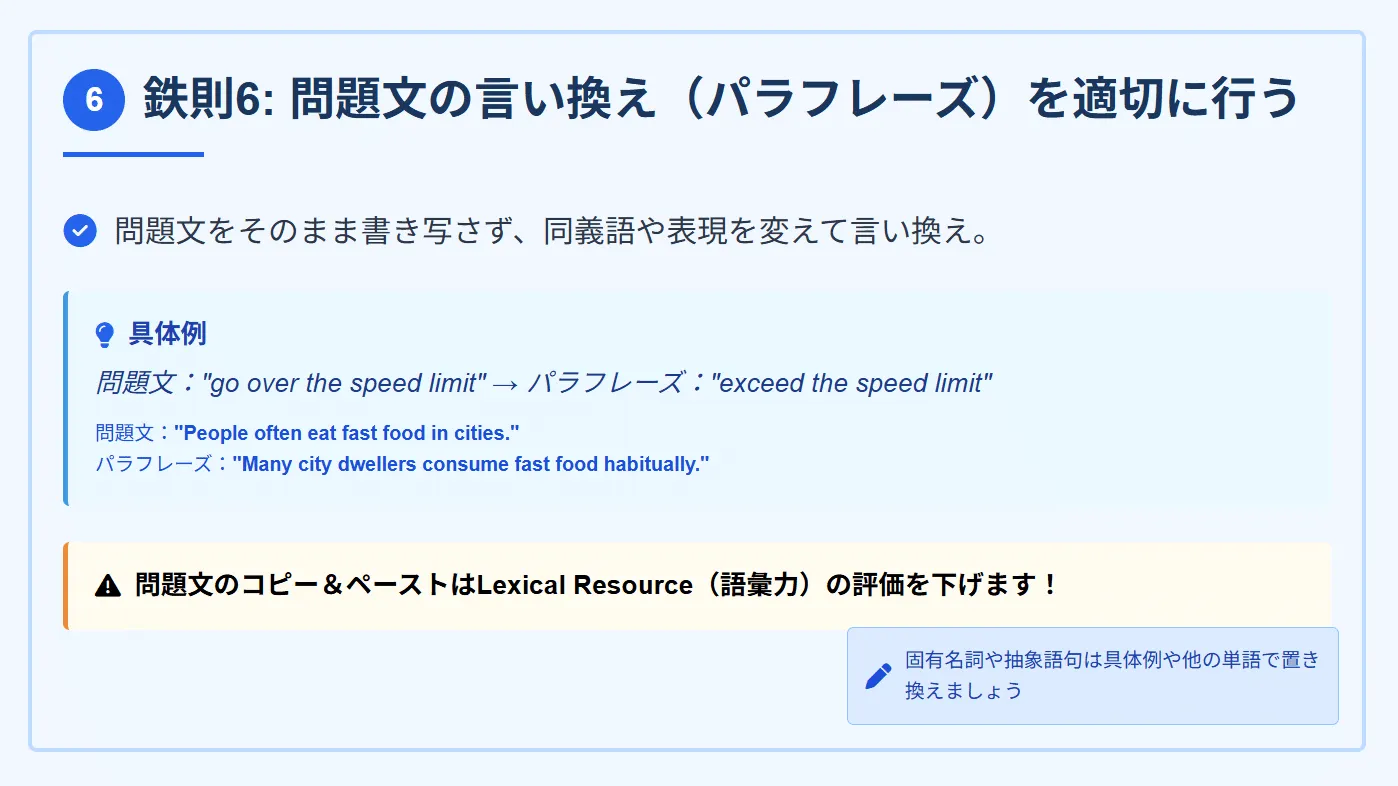 6 鉄則6: 問題文の言い換え（パラフレーズ）を適切に行う
問題文をそのまま書き写さず、同義語や表現を変えて言い換え。
具体例
問題文："go over the speed limit" → パラフレーズ："exceed the speed limit"
問題文："People often eat fast food in cities."
パラフレーズ："Many city dwellers consume fast food habitually."
問題文のコピー＆ペーストはLexical Resource（語彙力）の評価を下げます！
固有名詞や抽象語句は具体例や他の単語で置き
換えましょう